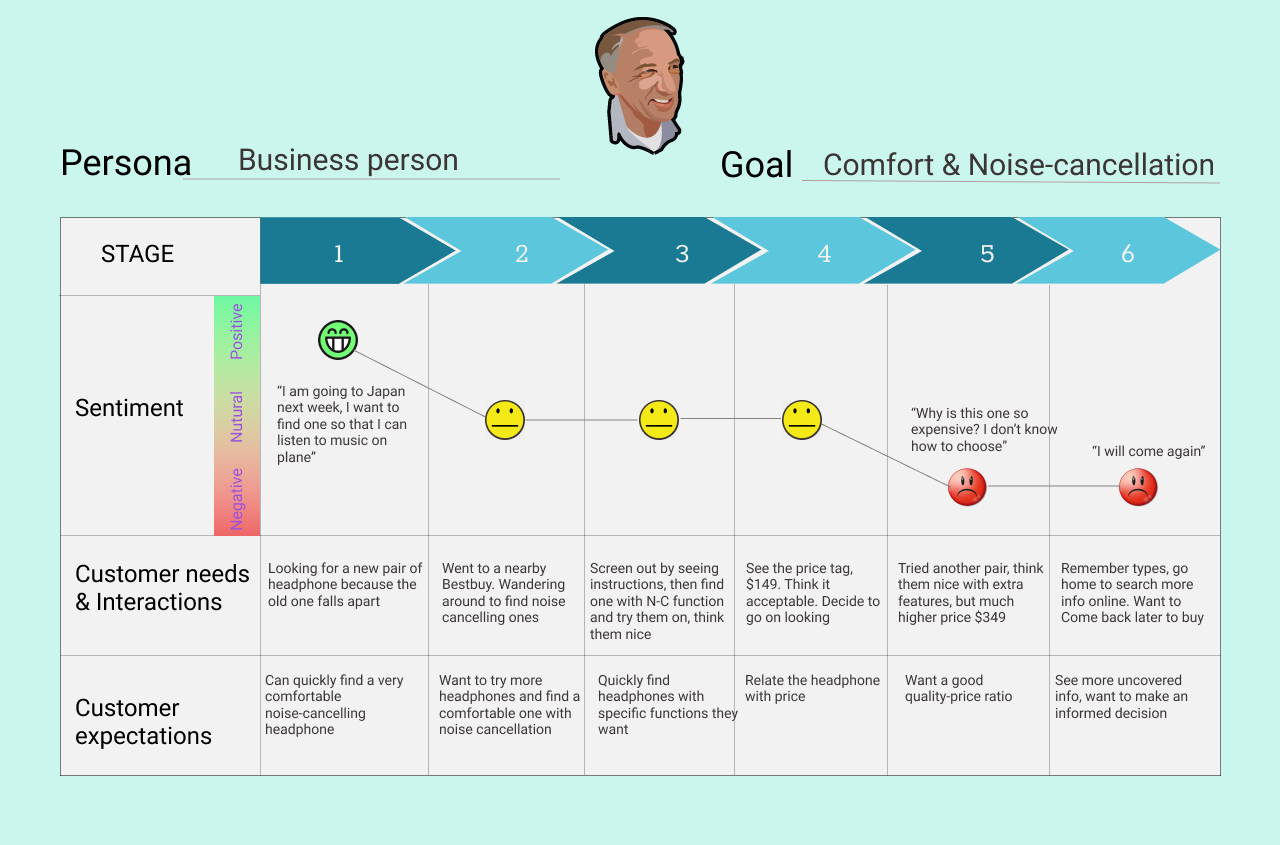 Persona
Business person
Goal
Comfort & Noise-cancellation
STAGE
1
2
3
4
5
6
Sentiment
Positive
Nutural
Negative
“I am going to Japan
next week, I want to
find one so that I can
listen to music on
plane”
“Why is this one so
expensive? I don’t know
how to choose”
“I will come again”
Customer needs
& Interactions
Looking for a new pair of
headphone because the
old one falls apart
Went to a nearby
Bestbuy. Wandering
around to find noise
cancelling ones
Screen out by seeing
instructions, then find
one with N-C function
and try them on, think
them nice
See the price tag,
$149. Think it
acceptable. Decide to
go on looking
Tried another pair, think
them nice with extra
features, but much
higher price $349
Remember types, go
home to search more
info online. Want to
Come back later to buy
Customer
expectations
Can quickly find a very
comfortable
noise-cancelling
headphone
Want to try more
headphones and find a
comfortable one with
noise cancellation
Quickly find
headphones with
specific functions they
want
Relate the headphone
with price
Want a good
quality-price ratio
See more uncovered
info, want to make an
informed decision